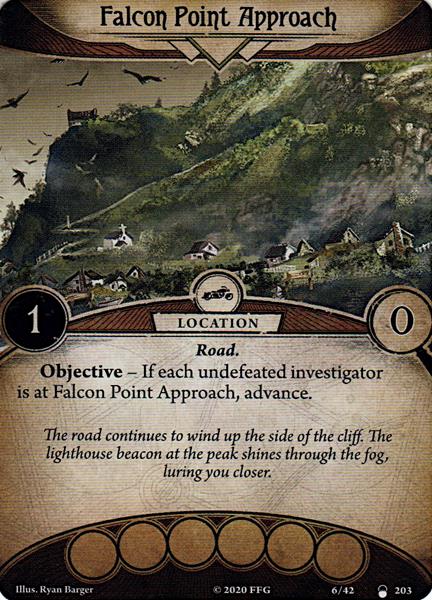 Falcon Point Approach
1
LOCATION
0
Road.
Objective – If each undefeated investigator
is at Falcon Point Approach, advance.
The road continues to wind up the side of the cliff. The
lighthouse beacon at the peak shines through the fog,
luring you closer.
Illus. Ryan Barger © 2020 FFG 6/42 203